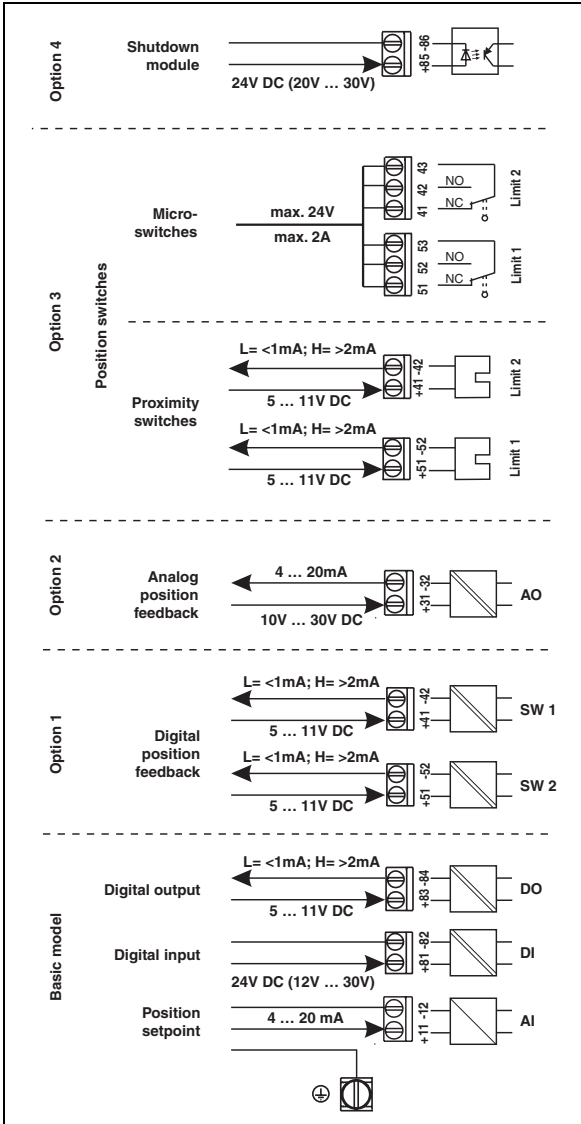 Option 4
Shutdown
module
24V DC (20V ... 30V)
+85 -86
Option 3
Position switches
Micro-
switches
max. 24V
max. 2A
43
42
41
NO
NC
Limit 2
53
52
51
NO
NC
Limit 1
Proximity
switches
L= <1mA; H= >2mA
5 ... 11V DC
+41 -42
Limit 2
L= <1mA; H= >2mA
5 ... 11V DC
+51 -52
Limit 1
Option 2
Analog
position
feedback
4 ... 20mA
10V ... 30V DC
+31 -32
AO
Option 1
Digital
position
feedback
L= <1mA; H= >2mA
5 ... 11V DC
+41 -42
SW 1
L= <1mA; H= >2mA
5 ... 11V DC
+51 -52
SW 2
Basic model
Digital output
L= <1mA; H= >2mA
5 ... 11V DC
+83 -84
DO
Digital input
24V DC (12V ... 30V)
+81 -82
DI
Position
setpoint
4 ... 20 mA
+11 -12
AI